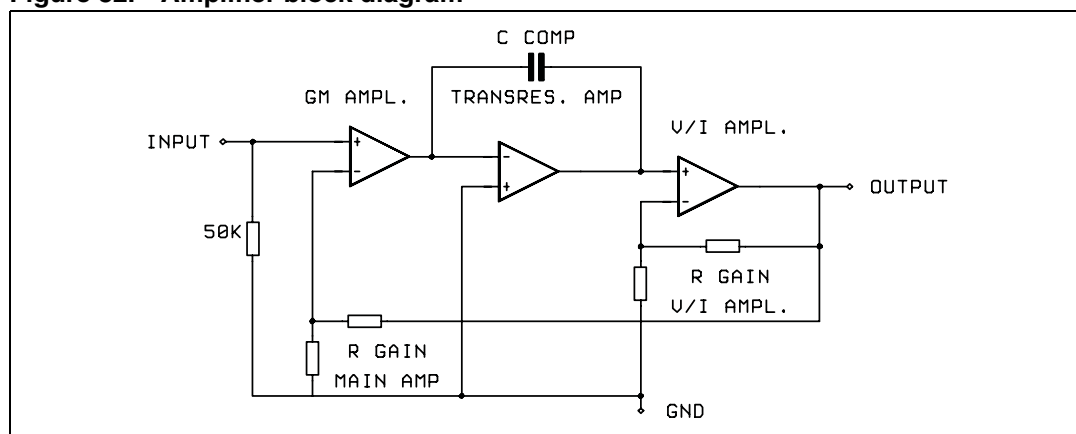 Figure Amplifier block diagram
C COMP
GM AMPL.
TRANSRES. AMP
V/I AMPL.
INPUT
+
-
-
+
+
-
OUTPUT
50K
R GAIN
V/I AMPL.
R GAIN
MAIN AMP
GND